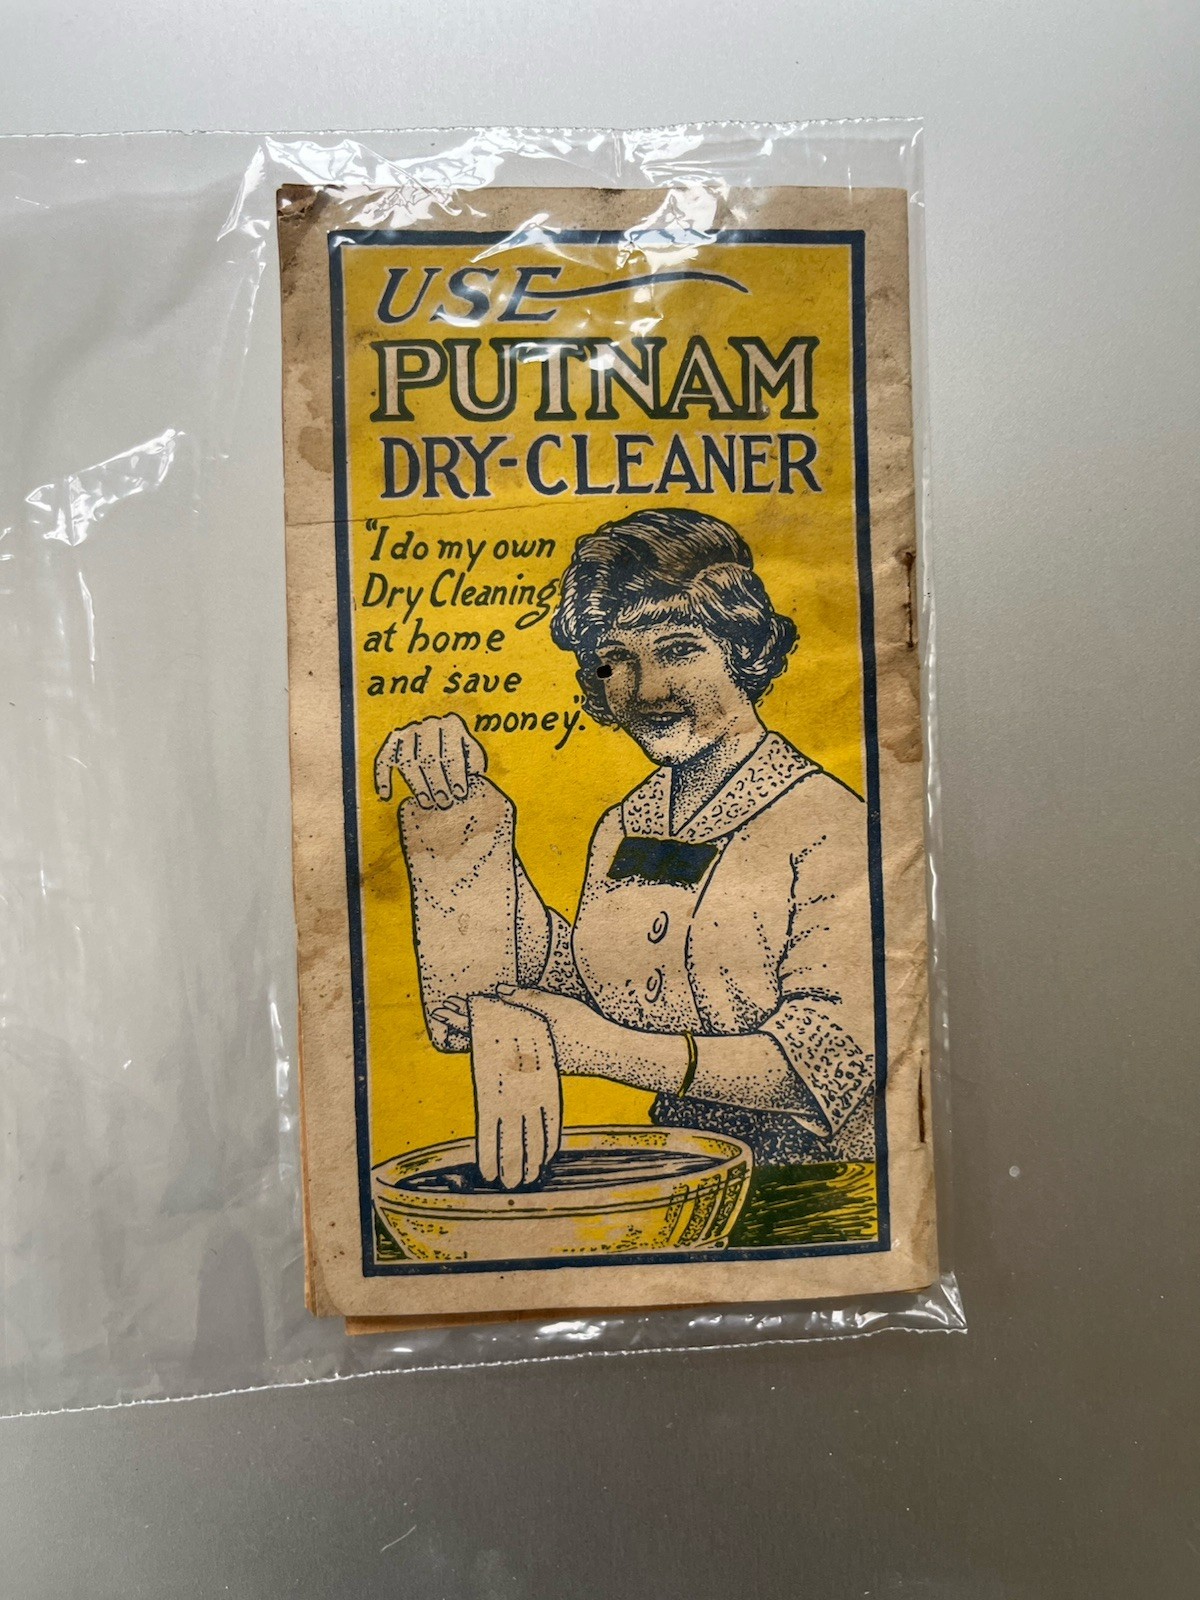 USE
PUTNAM
DRY-CLEANER
"I do my own
Dry Cleaning
at home
and save
money."